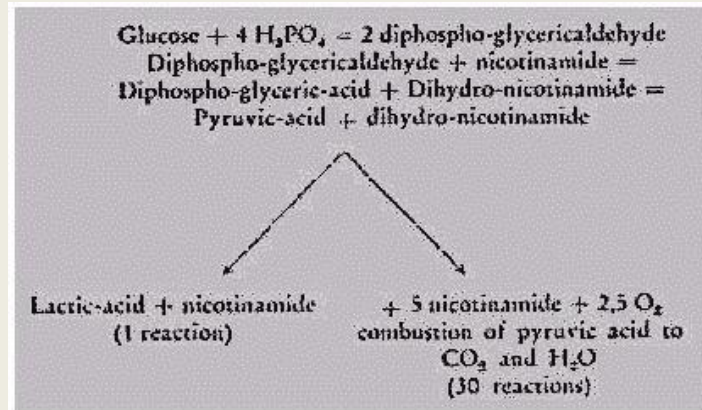 Glucose + 4 H₃PO₄ = 2 diphospho-glycericaldehyde
Diphospho-glycericaldehyde + nicotinamide =
Diphospho-glyceric-acid + Dihydro-nicotinamide =
Pyruvic-acid + dihydro-nicotinamide
Lactic-acid + nicotinamide
(1 reaction)
+ 5 nicotinamide + 2,5 O₂
combustion of pyruvic acid to
CO₂ and H₂O
(30 reactions)